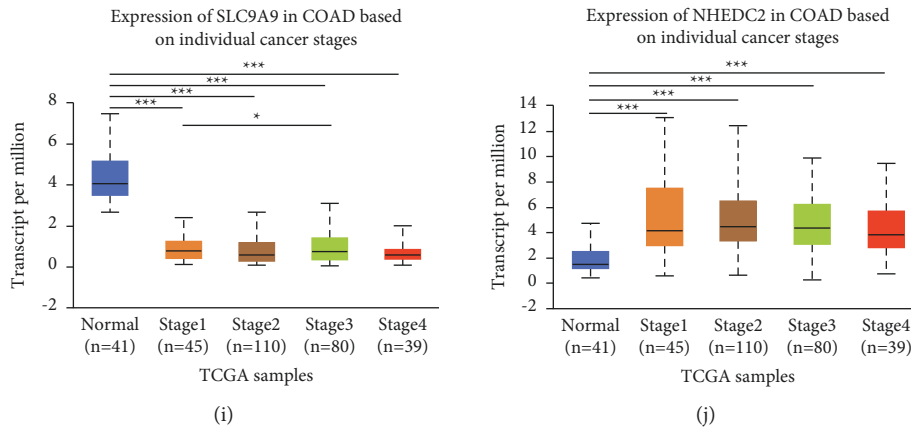 Expression of SLC9A9 in COAD based
on individual cancer stages
***
***
***
***
*
Transcript per million
8
6
4
2
0
-2
Normal
(n=41)
Stage1
(n=45)
Stage2
(n=110)
Stage3
(n=80)
Stage4
(n=39)
TCGA samples
(i)
Expression of NHEDC2 in COAD based
on individual cancer stages
***
***
***
***
Transcript per million
14
12
10
8
6
4
2
0
-2
Normal
(n=41)
Stage1
(n=45)
Stage2
(n=110)
Stage3
(n=80)
Stage4
(n=39)
TCGA samples
(j)